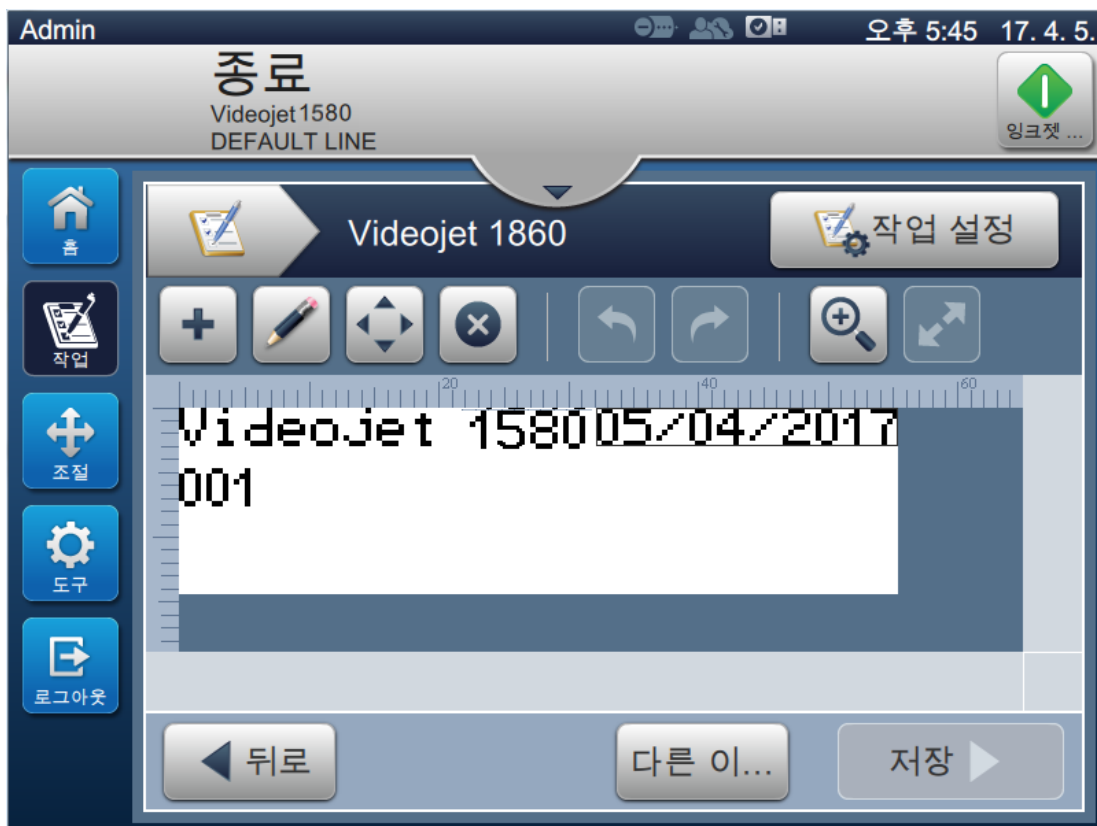 Admin
오후 5:45 17. 4. 5.
종료
Videojet 1580
DEFAULT LINE
잉크젯 ...
홈
Videojet 1860
작업 설정
작업
20 40 60
Videojet 1580 05/04/2017
001
조절
도구
로그아웃
뒤로
다른 이...
저장